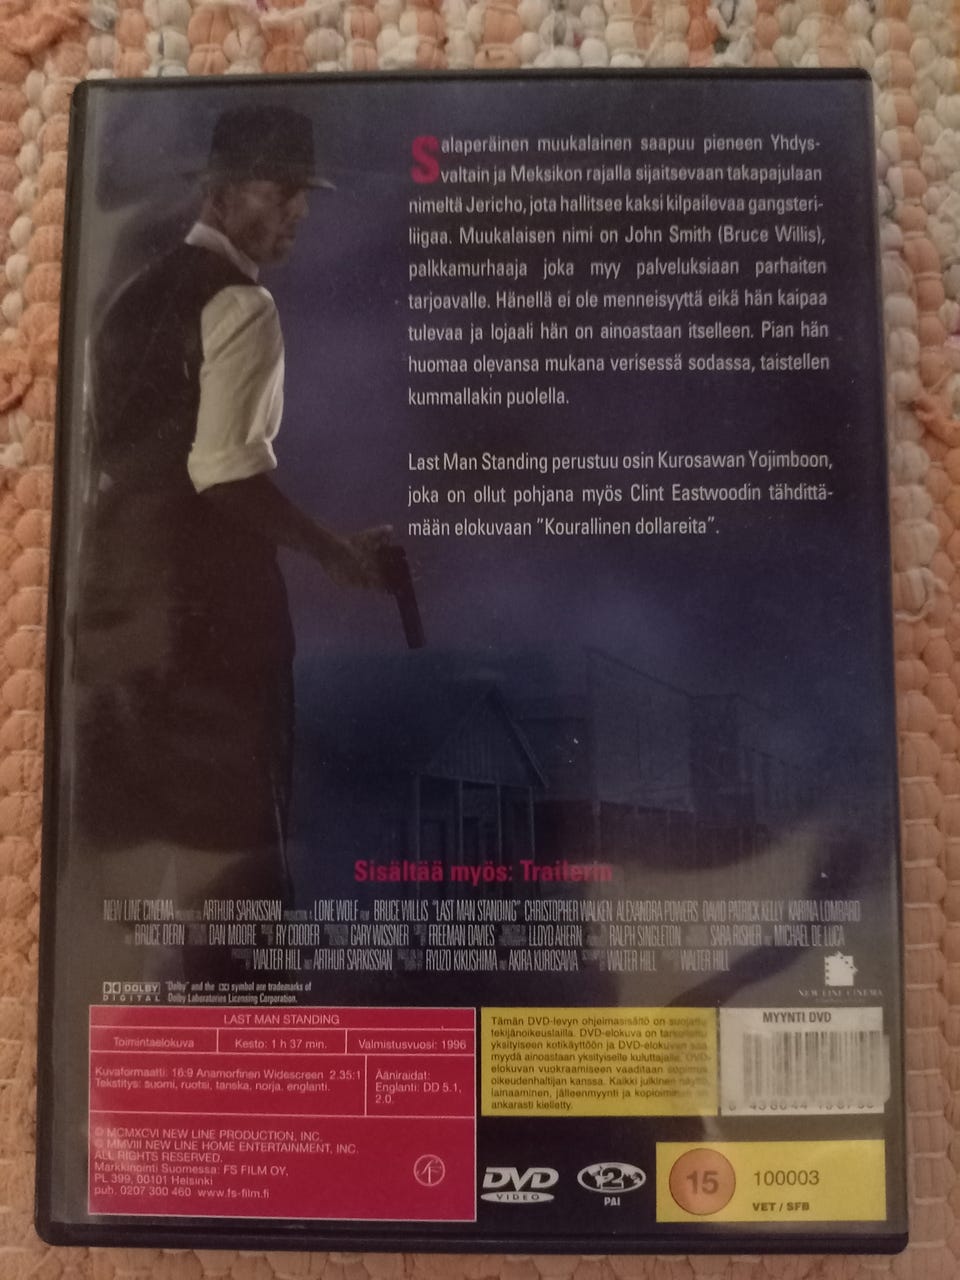 Salaperäinen muukalainen saapuu pieneen Yhdys-
valtain ja Meksikon rajalla sijaitsevaan takapajulaan
nimeltä Jericho, jota hallitsee kaksi kilpailevaa gangsteri-
liigaa. Muukalaisen nimi on John Smith (Bruce Willis),
palkkamurhaaja joka myy palveluksiaan parhaiten
tarjoavalle. Hänellä ei ole menneisyyttä eikä hän kaipaa
tulevaa ja lojaali hän on ainoastaan itselleen. Pian hän
huomaa olevansa mukana verisessä sodassa, taistellen
kummallakin puolella.
Last Man Standing perustuu osin Kurosawan Yojimboon,
joka on ollut pohjana myös Clint Eastwoodin tähdittä-
mään elokuvaan "Kourallinen dollareita".
Sisältää myös: Trailerin
NEW LINE CINEMA ARTHUR SARKISSIAN LONE WOLF BRUCE WILLIS "LAST MAN STANDING" CHRISTOPHER WALKEN ALEXANDRA POWERS DAVID PATRICK KELLY KARINA LOMBARD
BRUCE DERN DAN MOORE RY COODER GARY WISSNER FREEMAN DAVIES LLOYD AHERN RALPH SINGLETON SARA RISHER MICHAEL DE LUCA
WALTER HILL ARTHUR SARKISSIAN RYUZO KIKUSHIMA AKIRA KUROSAWA WALTER HILL WALTER HILL
NEW LINE CINEMA
DOLBY
DIGITAL
"Dolby" and the symbol are trademarks of
Dolby Laboratories Licensing Corporation.
LAST MAN STANDING
Toimintaelokuva Kesto: 1 h 37 min. Valmistusvuosi: 1996
Kuvaformaatti: 16:9 Anamorfinen Widescreen 2.35:1
Tekstitys: suomi, ruotsi, tanska, norja, englanti.
Ääniraidat:
Englanti: DD 5.1,
2.0.
© MCMXCVI NEW LINE PRODUCTION, INC.
© MMVIII NEW LINE HOME ENTERTAINMENT, INC.
ALL RIGHTS RESERVED.
Markkinointi Suomessa: FS FILM OY,
PL 399, 00101 Helsinki
puh. 0207 300 460 www.fs-film.fi
Tämän DVD-levyn ohjelmasisältö on suojattu
tekijänoikeuslailla. DVD-elokuva on tarkoitettu
yksityiseen kotikäyttöön ja DVD-elokuvan saa
myydä ainoastaan yksityiselle kuluttajalle. DVD-
elokuvan vuokraamiseen vaaditaan sopimus
oikeudenhaltijan kanssa. Kaikki julkinen näyttö,
lainaaminen, jälleenmyynti ja kopioiminen on
ankarasti kielletty.
MYYNTI DVD
DVD
VIDEO
2
PAL
15
100003
VET / SFB